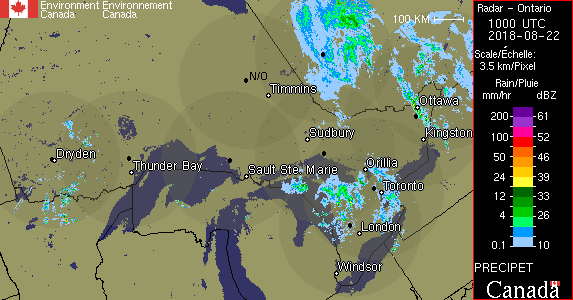 Environment Environnement
Canada Canada
100 KM
N/O
Timmins
Ottawa
Sudbury
Kingston
Dryden
Thunder Bay
Sault Ste. Marie
Orillia
Toronto
London
Windsor
Radar - Ontario
1000 UTC
2018-08-22
Scale/Échelle:
3.5 km/Pixel
Rain/Pluie
mm/hr dBZ
200 61
100 52
50 46
24 39
12 33
4 26
0.1 10
PRECIPET
Canada